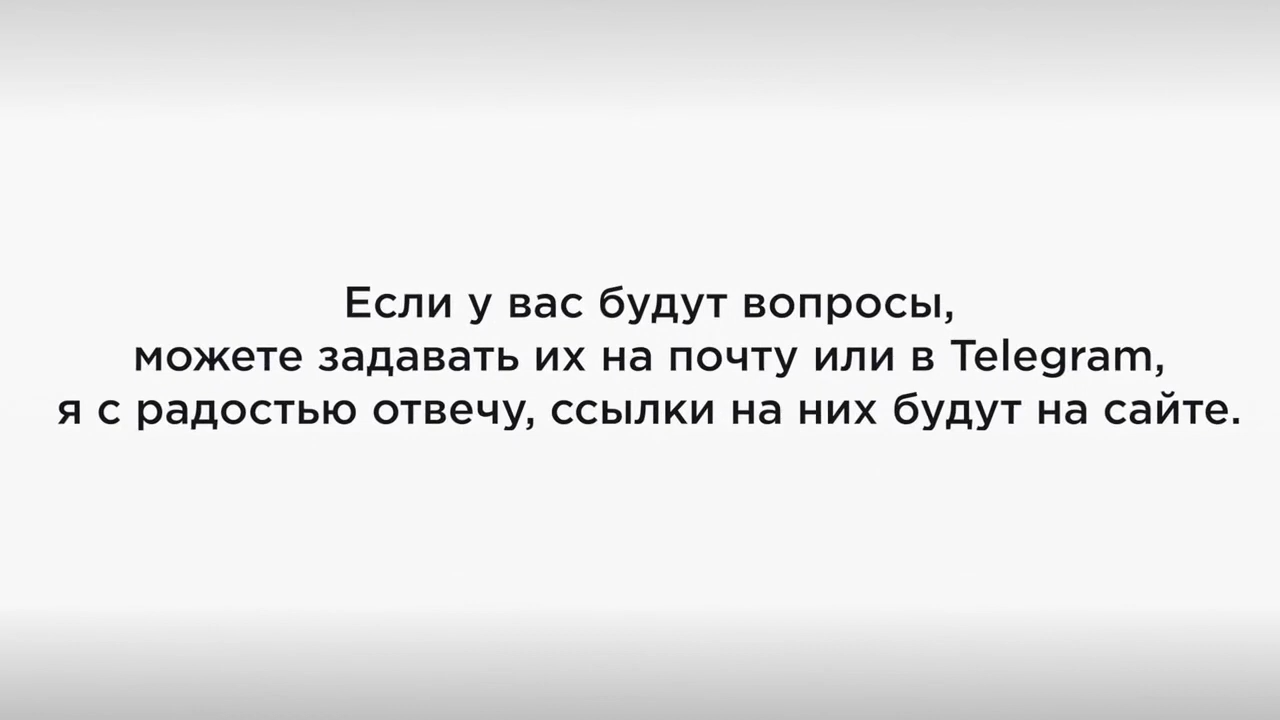 Если у вас будут вопросы,
можете задавать их на почту или в Telegram,
я с радостью отвечу, ссылки на них будут на сайте.